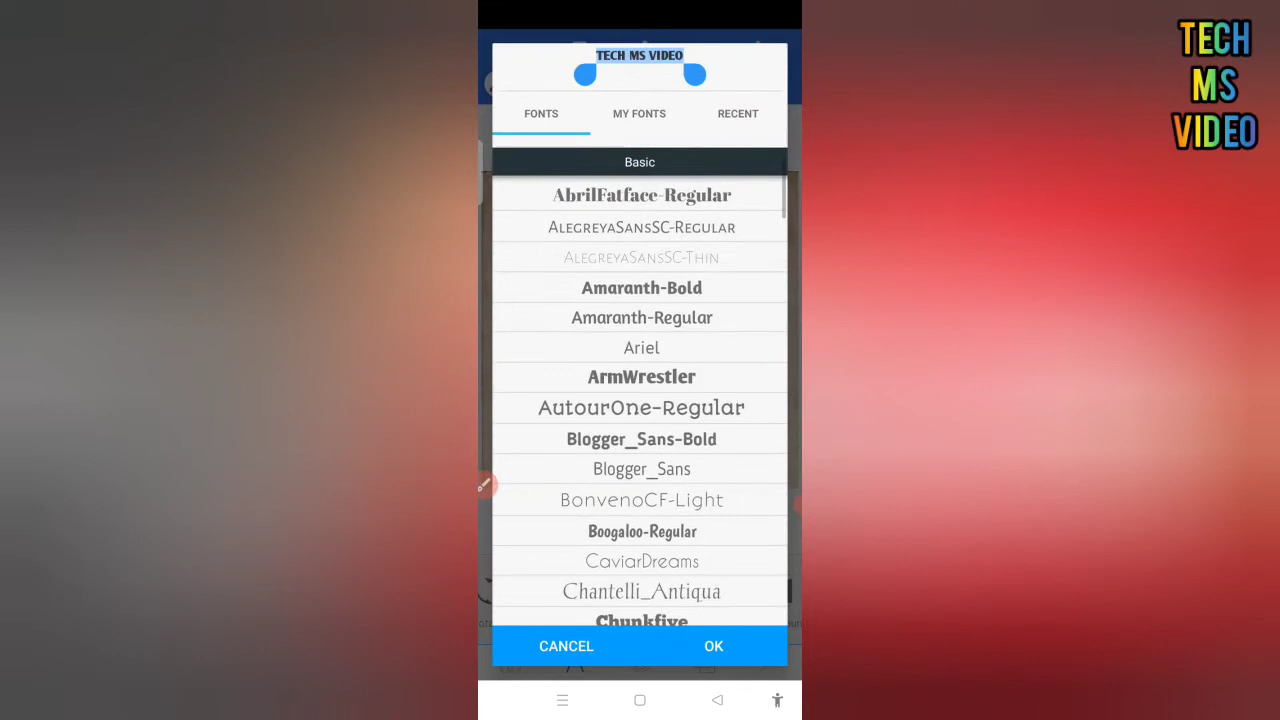 TECH MS VIDEO
FONTS
MY FONTS
RECENT
Basic
AbrilFatface-Regular
AlegreyaSansSC-Regular
AlegreyaSansSC-Thin
Amaranth-Bold
Amaranth-Regular
Ariel
ArmWrestler
AutourOne-Regular
Blogger_Sans-Bold
Blogger_Sans
BonvenoCF-Light
Boogaloo-Regular
CaviarDreams
Chantelli_Antiqua
Chunkfive
CANCEL
OK
TECH
MS
VIDEO